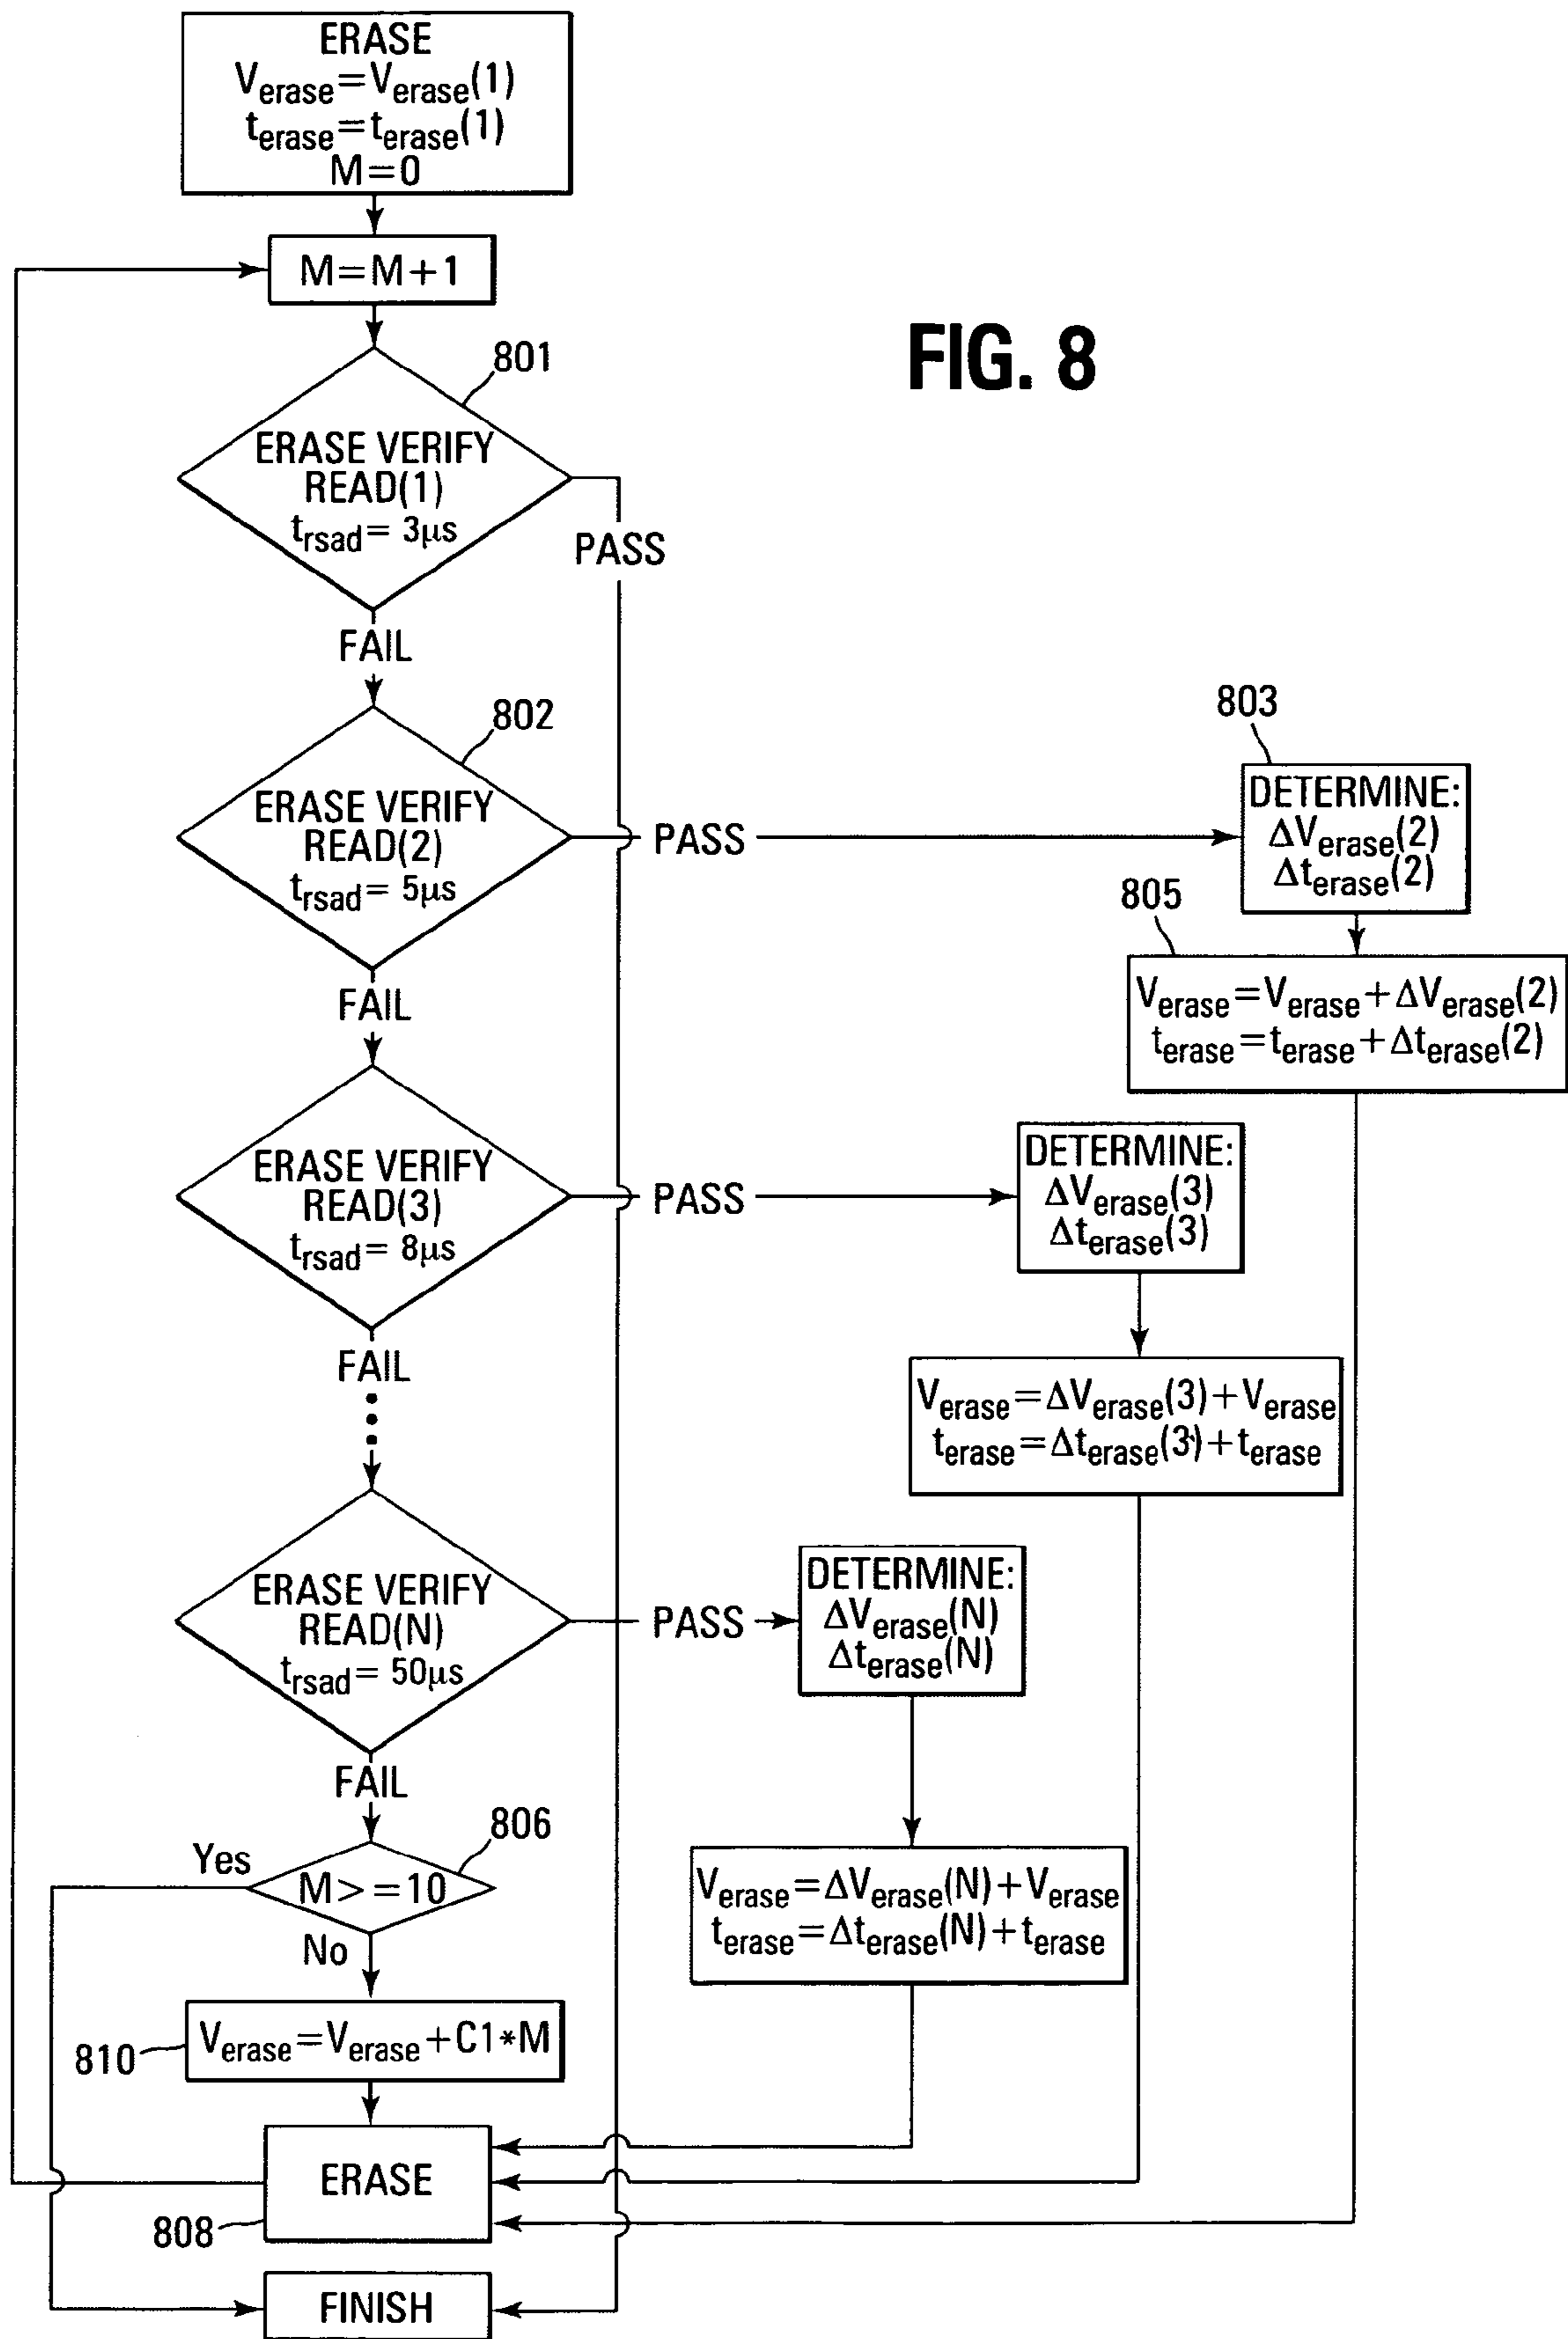 ERASE
Verase=Verase(1)
terase=terase(1)
M=0
M=M+1
FIG. 8
801
ERASE VERIFY
READ(1)
trsad= 3μs
PASS
FAIL
802
ERASE VERIFY
READ(2)
trsad= 5μs
PASS
803
DETERMINE:
ΔVerase(2)
Δterase(2)
805
Verase=Verase+ΔVerase(2)
terase=terase+Δterase(2)
FAIL
ERASE VERIFY
READ(3)
trsad= 8μs
PASS
DETERMINE:
ΔVerase(3)
Δterase(3)
Verase=ΔVerase(3)+Verase
terase=Δterase(3)+terase
FAIL
ERASE VERIFY
READ(N)
trsad= 50μs
PASS
DETERMINE:
ΔVerase(N)
Δterase(N)
Verase=ΔVerase(N)+Verase
terase=Δterase(N)+terase
FAIL
806
Yes
M>=10
No
810
Verase=Verase+C1*M
ERASE
808
FINISH